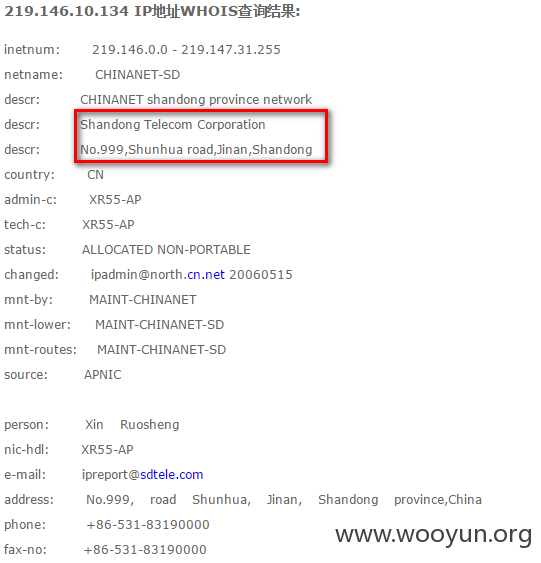 219.146.10.134 IP地址WHOIS查询结果:
inetnum: 219.146.0.0 - 219.147.31.255
netname: CHINANET-SD
descr: CHINANET shandong province network
descr: Shandong Telecom Corporation
descr: No.999,Shunhua road,Jinan,Shandong
country: CN
admin-c: XR55-AP
tech-c: XR55-AP
status: ALLOCATED NON-PORTABLE
changed: ipadmin@north.cn.net 20060515
mnt-by: MAINT-CHINANET
mnt-lower: MAINT-CHINANET-SD
mnt-routes: MAINT-CHINANET-SD
source: APNIC
person: Xin Ruosheng
nic-hdl: XR55-AP
e-mail: ipreport@sdtele.com
address: No.999, road Shunhua, Jinan, Shandong province,China
phone: +86-531-83190000
fax-no: +86-531-83190000
www.wooyun.org